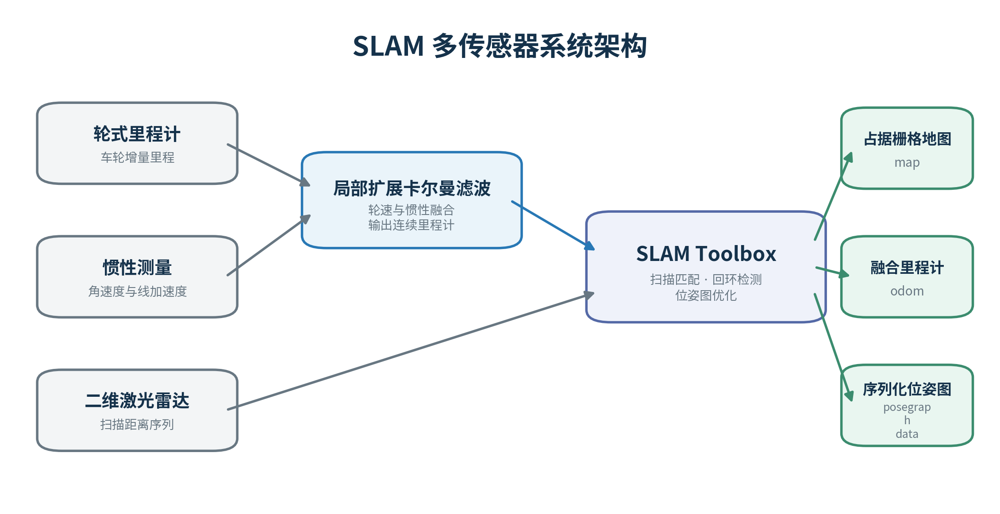 SLAM 多传感器系统架构
轮式里程计
车轮增量里程
惯性测量
角速度与线加速度
二维激光雷达
扫描距离序列
局部扩展卡尔曼滤波
轮速与惯性融合
输出连续里程计
SLAM Toolbox
扫描匹配 · 回环检测
位姿图优化
占据栅格地图
map
融合里程计
odom
序列化位姿图
posegrap
h
data